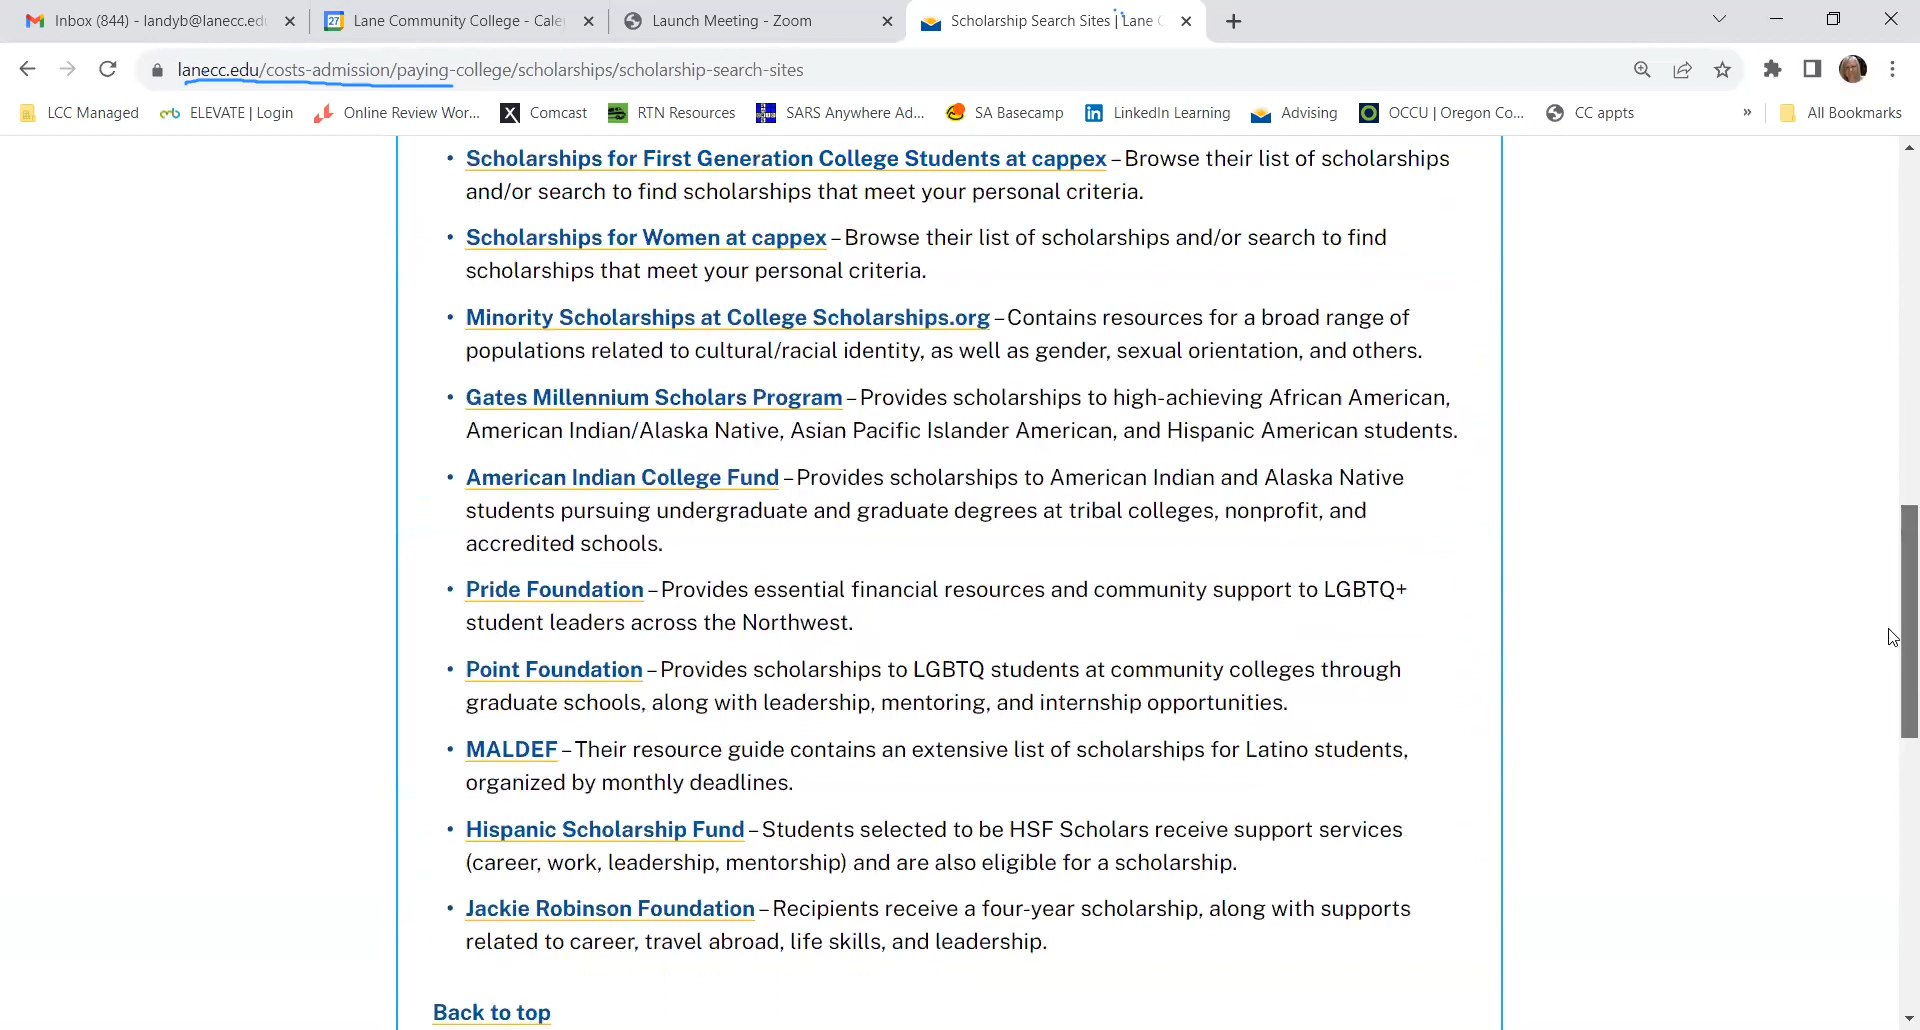 Inbox (844) - landyb@lanecc.ed
Lane Community College - Cale
Launch Meeting - Zoom
Scholarship Search Sites | Lane C
lanecc.edu/costs-admission/paying-college/scholarships/scholarship-search-sites
LCC Managed
ELEVATE | Login
Online Review Wor...
Comcast
RTN Resources
SARS Anywhere Ad...
SA Basecamp
LinkedIn Learning
Advising
OCCU | Oregon Co...
CC appts
»
All Bookmarks
• Scholarships for First Generation College Students at cappex – Browse their list of scholarships
and/or search to find scholarships that meet your personal criteria.
• Scholarships for Women at cappex – Browse their list of scholarships and/or search to find
scholarships that meet your personal criteria.
• Minority Scholarships at College Scholarships.org – Contains resources for a broad range of
populations related to cultural/racial identity, as well as gender, sexual orientation, and others.
• Gates Millennium Scholars Program – Provides scholarships to high-achieving African American,
American Indian/Alaska Native, Asian Pacific Islander American, and Hispanic American students.
• American Indian College Fund – Provides scholarships to American Indian and Alaska Native
students pursuing undergraduate and graduate degrees at tribal colleges, nonprofit, and
accredited schools.
• Pride Foundation – Provides essential financial resources and community support to LGBTQ+
student leaders across the Northwest.
• Point Foundation – Provides scholarships to LGBTQ students at community colleges through
graduate schools, along with leadership, mentoring, and internship opportunities.
• MALDEF – Their resource guide contains an extensive list of scholarships for Latino students,
organized by monthly deadlines.
• Hispanic Scholarship Fund – Students selected to be HSF Scholars receive support services
(career, work, leadership, mentorship) and are also eligible for a scholarship.
• Jackie Robinson Foundation – Recipients receive a four-year scholarship, along with supports
related to career, travel abroad, life skills, and leadership.
Back to top